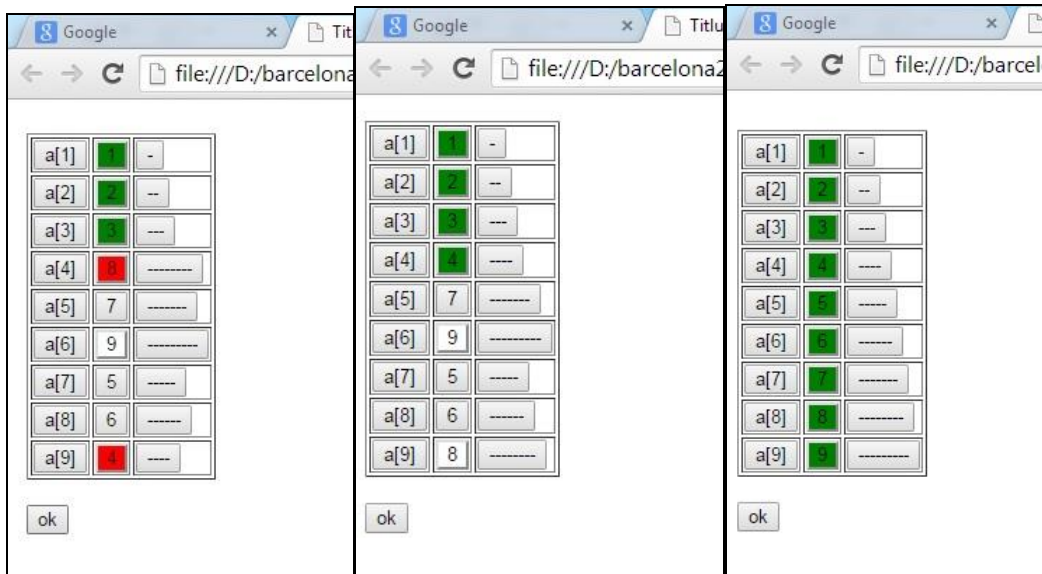 Google
Tit
file:///D:/barcelona
a[1] 1 -
a[2] 2 --
a[3] 3 ---
a[4] 8 --------
a[5] 7 -------
a[6] 9 ---------
a[7] 5 -----
a[8] 6 ------
a[9] 4 ----
ok
Google
Titlu
file:///D:/barcelona2
a[1] 1 -
a[2] 2 --
a[3] 3 ---
a[4] 4 ----
a[5] 7 -------
a[6] 9 ---------
a[7] 5 -----
a[8] 6 ------
a[9] 8 --------
ok
Google
file:///D:/barcel
a[1] 1 -
a[2] 2 --
a[3] 3 ---
a[4] 4 ----
a[5] 5 -----
a[6] 6 ------
a[7] 7 -------
a[8] 8 --------
a[9] 9 ---------
ok